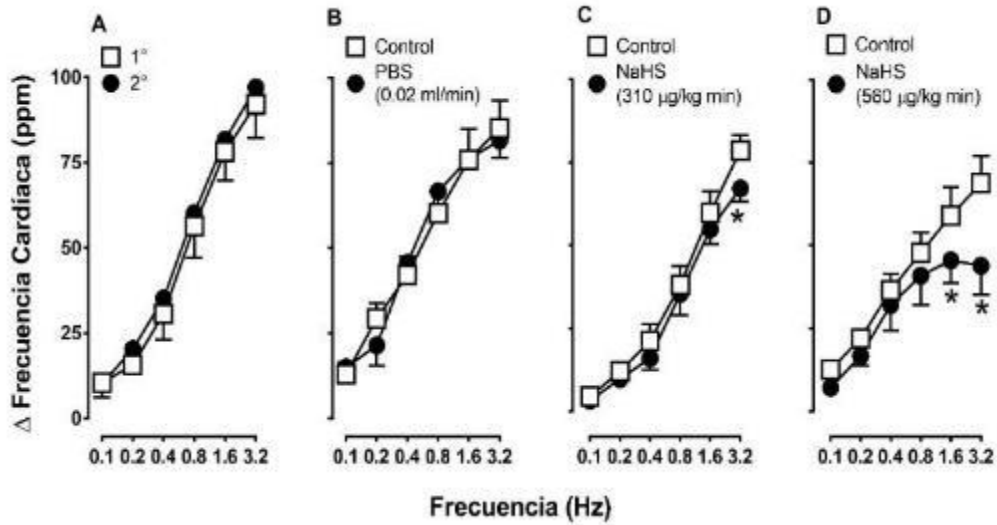 A
1°
2°
B
Control
PBS
(0.02 ml/min)
C
Control
NaHS
(310 µg/kg min)
D
Control
NaHS
(560 µg/kg min)
Δ Frecuencia Cardíaca (ppm)
100
75
50
25
0
*
*
*
0.1 0.2 0.4 0.8 1.6 3.2
0.1 0.2 0.4 0.8 1.6 3.2
0.1 0.2 0.4 0.8 1.6 3.2
0.1 0.2 0.4 0.8 1.6 3.2
Frecuencia (Hz)